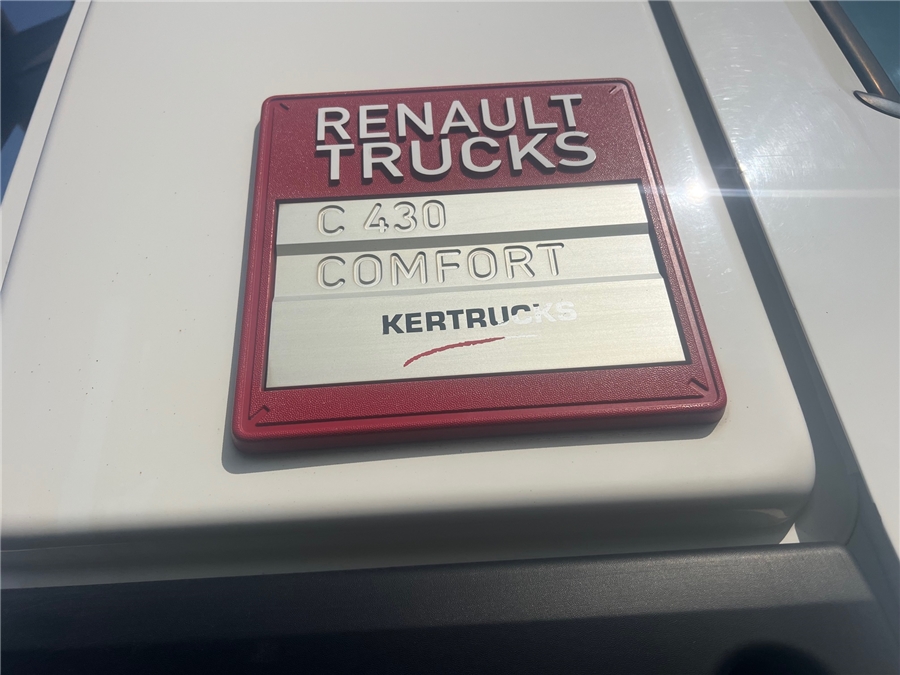 RENAULT
TRUCKS
C 430
COMFORT
KERTRUCKS